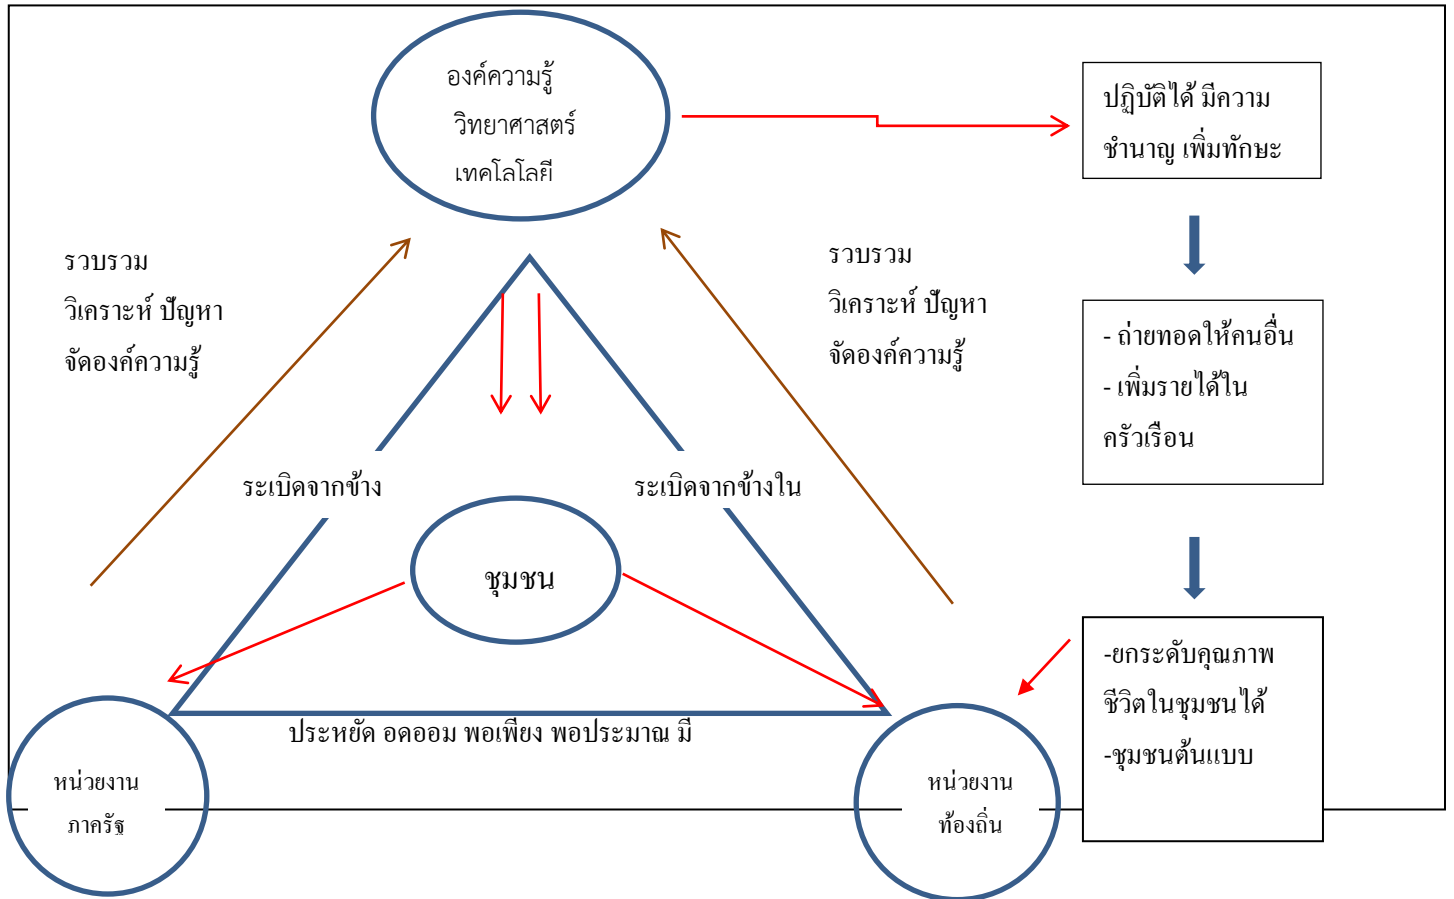 องค์ความรู้
วิทยาศาสตร์
เทคโลโลยี
ปฏิบัติได้ มีความ
ชำนาญ เพิ่มทักษะ
รวบรวม
วิเคราะห์ ปัญหา
จัดองค์ความรู้
รวบรวม
วิเคราะห์ ปัญหา
จัดองค์ความรู้
- ถ่ายทอดให้คนอื่น
- เพิ่มรายได้ใน
ครัวเรือน
ระเบิดจากข้าง
ระเบิดจากข้างใน
ชุมชน
-ยกระดับคุณภาพ
ชีวิตในชุมชนได้
-ชุมชนต้นแบบ
ประหยัด อดออม พอเพียง พอประมาณ มี
หน่วยงาน
ภาครัฐ
หน่วยงาน
ท้องถิ่น